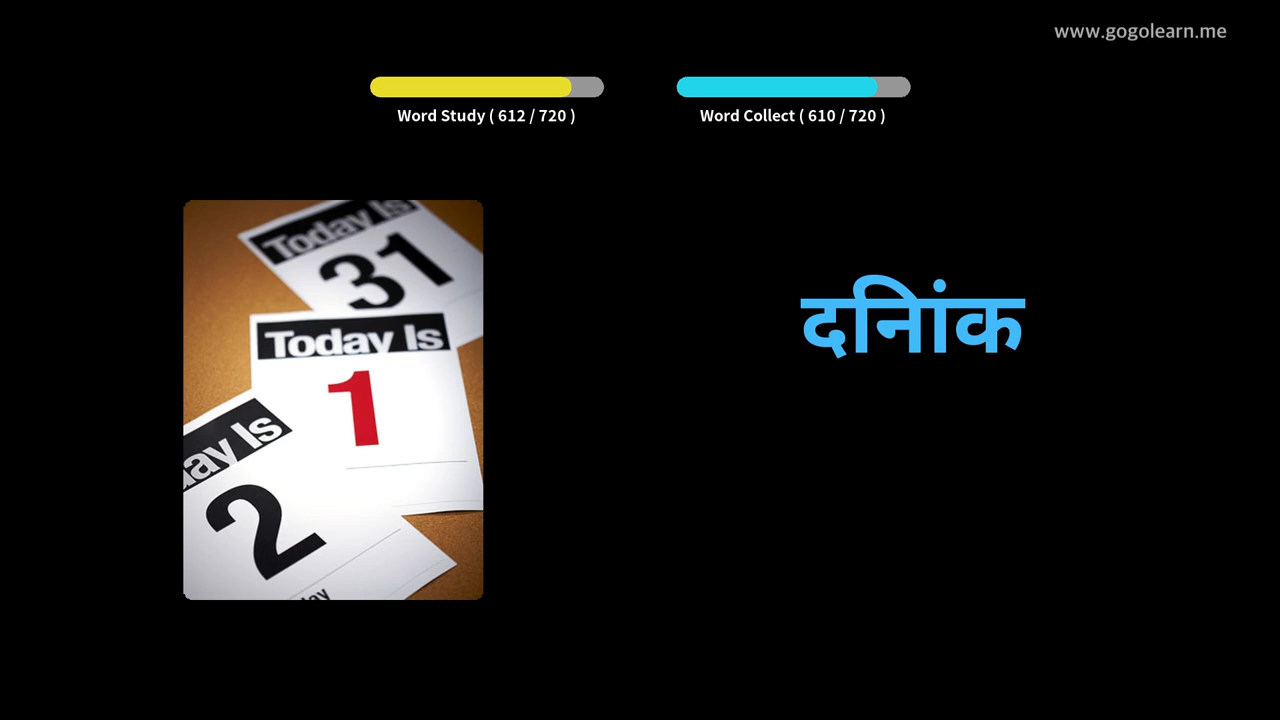 www.gogolearn.me
Word Study ( 612 / 720 )
Word Collect ( 610 / 720 )
Today Is
31
Today Is
1
दनिांक
ay Is
2